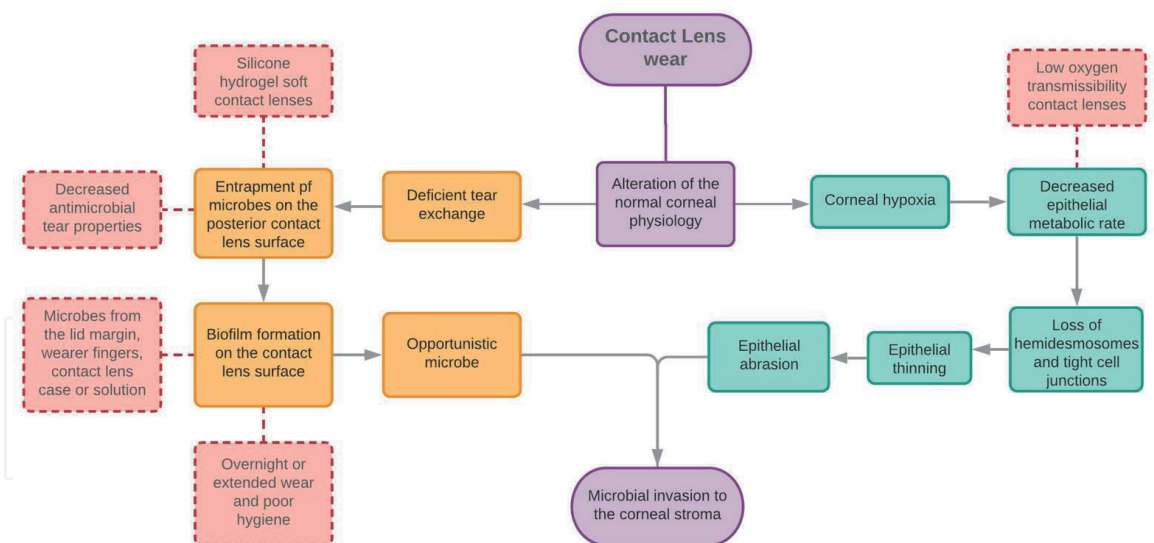 Contact Lens
wear
Silicone
hydrogel soft
contact lenses
Low oxygen
transmissibility
contact lenses
Decreased
antimicrobial
tear properties
Entrapment pf
microbes on the
posterior contact
lens surface
Deficient tear
exchange
Alteration of the
normal corneal
physiology
Corneal hypoxia
Decreased
epithelial
metabolic rate
Microbes from
the lid margin,
wearer fingers,
contact lens
case or solution
Biofilm formation
on the contact
lens surface
Opportunistic
microbe
Epithelial
abrasion
Epithelial
thinning
Loss of
hemidesmosomes
and tight cell
junctions
Overnight or
extended wear
and poor
hygiene
Microbial invasion to
the corneal stroma